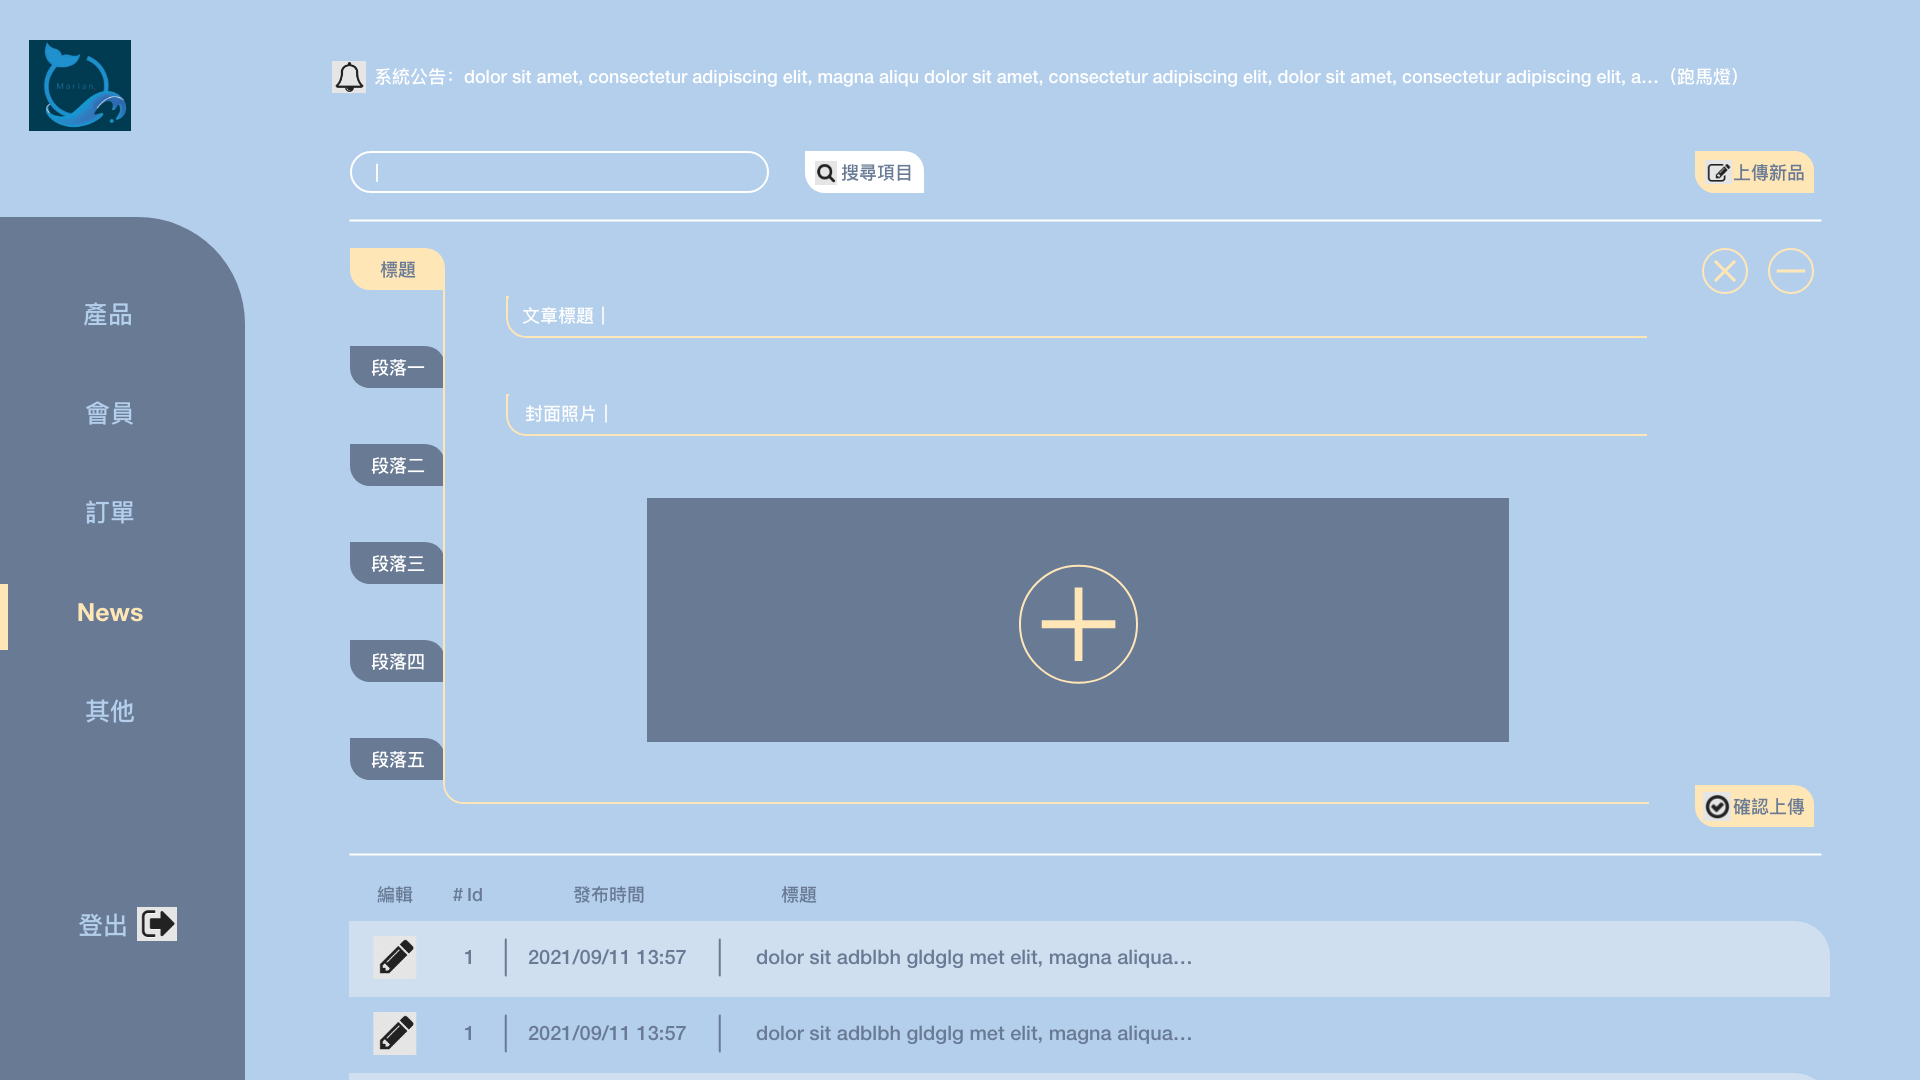 Marian.
系統公告：dolor sit amet, consectetur adipiscing elit, magna aliqu dolor sit amet, consectetur adipiscing elit, dolor sit amet, consectetur adipiscing elit, a...（跑馬燈）
搜尋項目
上傳新品
標題
文章標題 |
段落一
封面照片 |
段落二
段落三
段落四
段落五
確認上傳
產品
會員
訂單
News
其他
登出
編輯 # Id 發布時間 標題
1 2021/09/11 13:57 dolor sit adblbh gldglg met elit, magna aliqua...
1 2021/09/11 13:57 dolor sit adblbh gldglg met elit, magna aliqua...